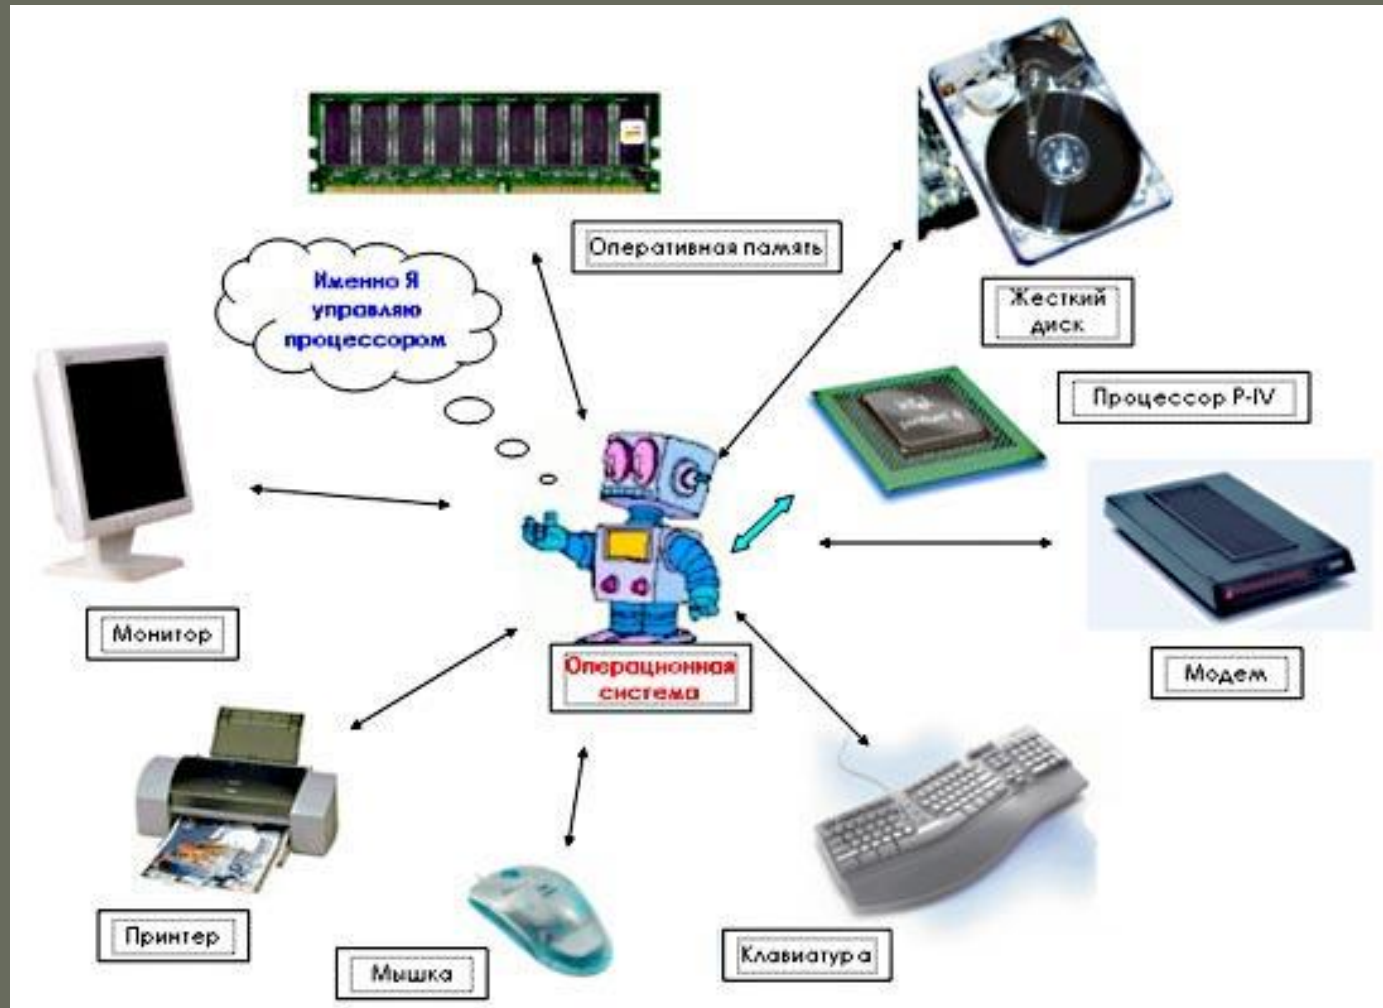 Оперативная память
Именно Я
управляю
процессором
Жесткий
диск
Процессор P-IV
Монитор
Модем
Операционная
система
Принтер
Мышка
Клавиатура